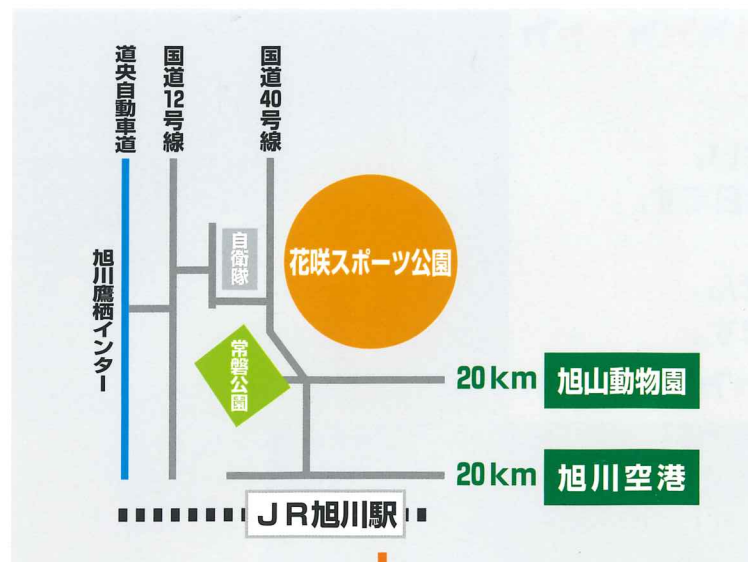 道央自動車道
国道12号線
国道40号線
旭川鷹栖インター
自衛隊
花咲スポーツ公園
常磐公園
20km 旭山動物園
20km 旭川空港
JR旭川駅